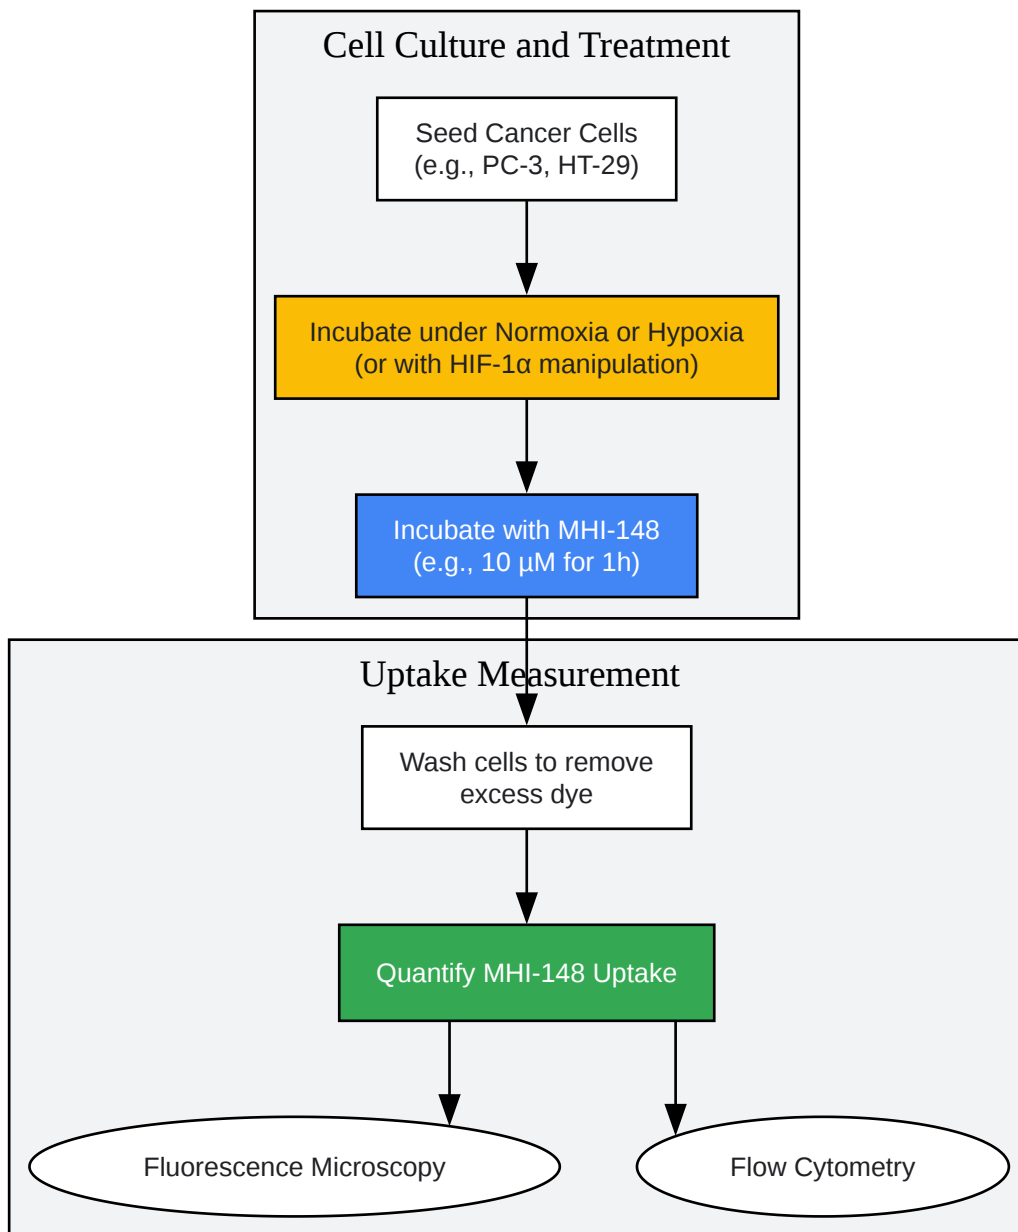 Cell Culture and Treatment
Seed Cancer Cells
(e.g., PC-3, HT-29)
Incubate under Normoxia or Hypoxia
(or with HIF-1α manipulation)
Incubate with MHI-148
(e.g., 10 µM for 1h)
Uptake Measurement
Wash cells to remove
excess dye
Quantify MHI-148 Uptake
Fluorescence Microscopy
Flow Cytometry